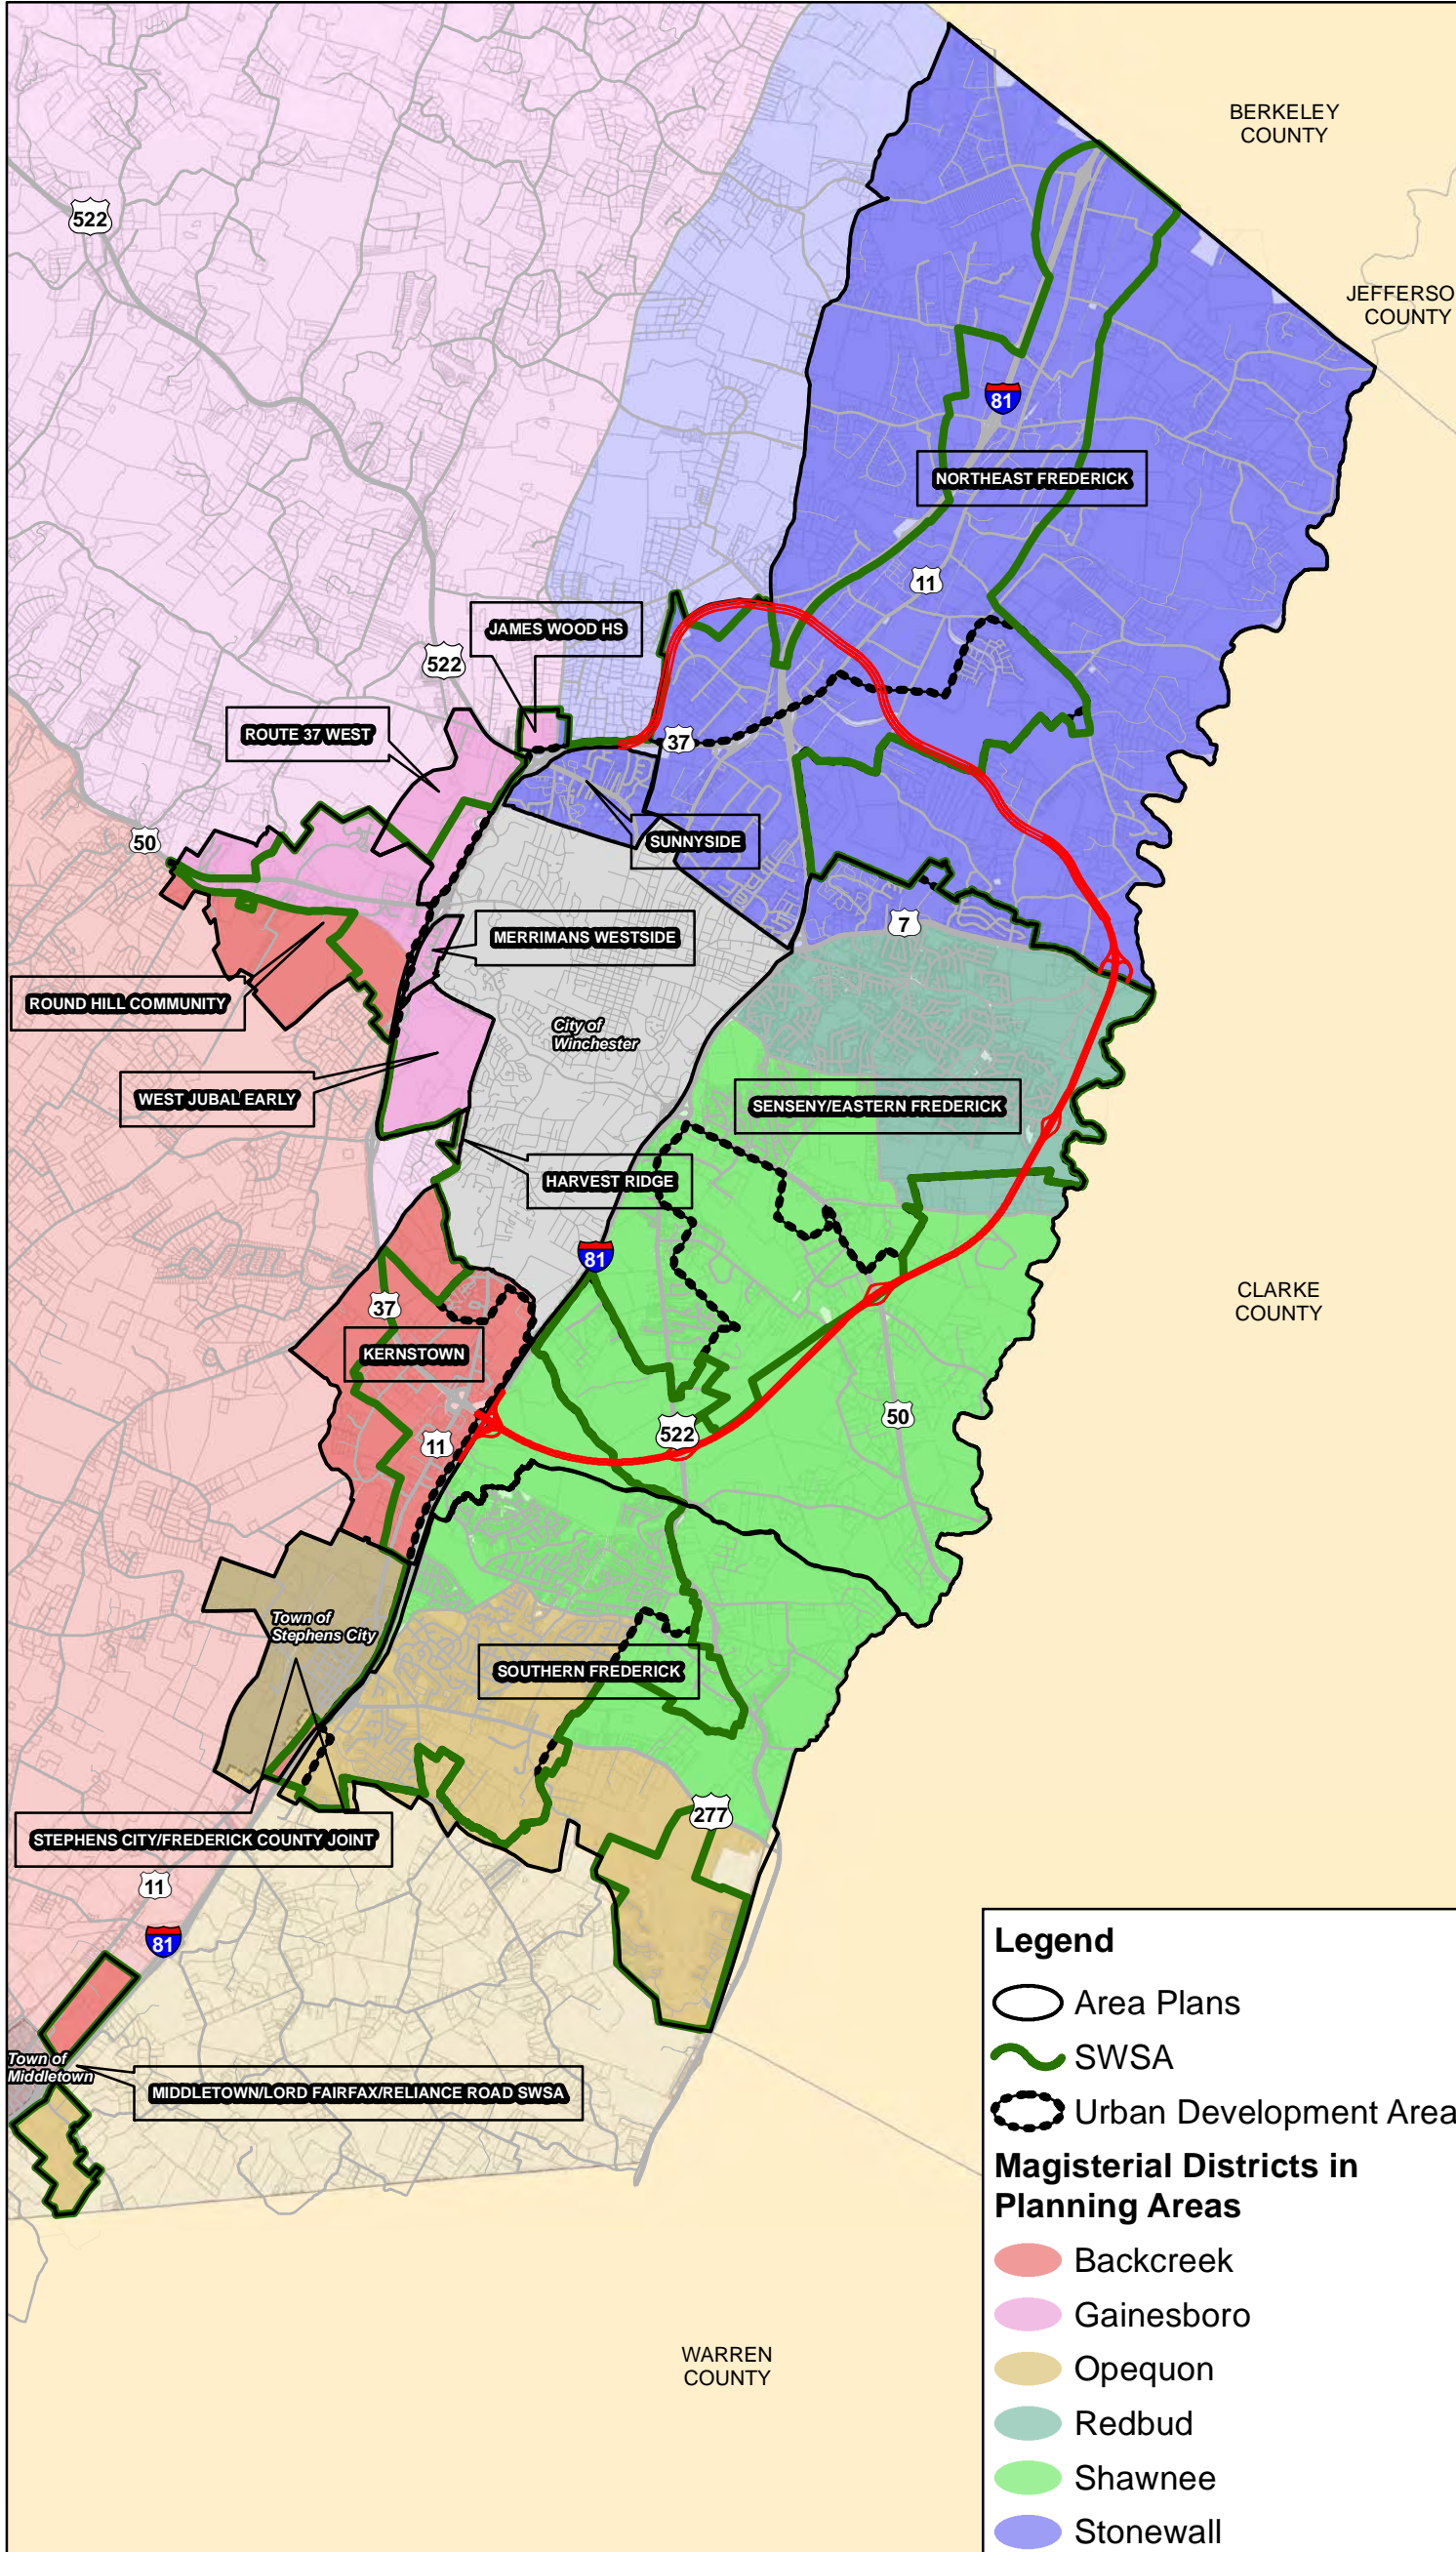 BERKELEY
COUNTY
522
JEFFERSO
COUNTY
81
NORTHEAST FREDERICK
11
JAMES WOOD HS
522
ROUTE 37 WEST
37
50
SUNNYSIDE
7
MERRIMANS WESTSIDE
ROUND HILL COMMUNITY
City of
Winchester
WEST JUBAL EARLY
SENSENY/EASTERN FREDERICK
HARVEST RIDGE
81
CLARKE
COUNTY
37
KERNSTOWN
50
522
11
Town of
Stephens City
SOUTHERN FREDERICK
277
STEPHENS CITY/FREDERICK COUNTY JOINT
11
81
Town of
Middletown
MIDDLETOWN/LORD FAIRFAX/RELIANCE ROAD SWSA
WARREN
COUNTY
Legend
Area Plans
SWSA
Urban Development Area
Magisterial Districts in
Planning Areas
Backcreek
Gainesboro
Opequon
Redbud
Shawnee
Stonewall